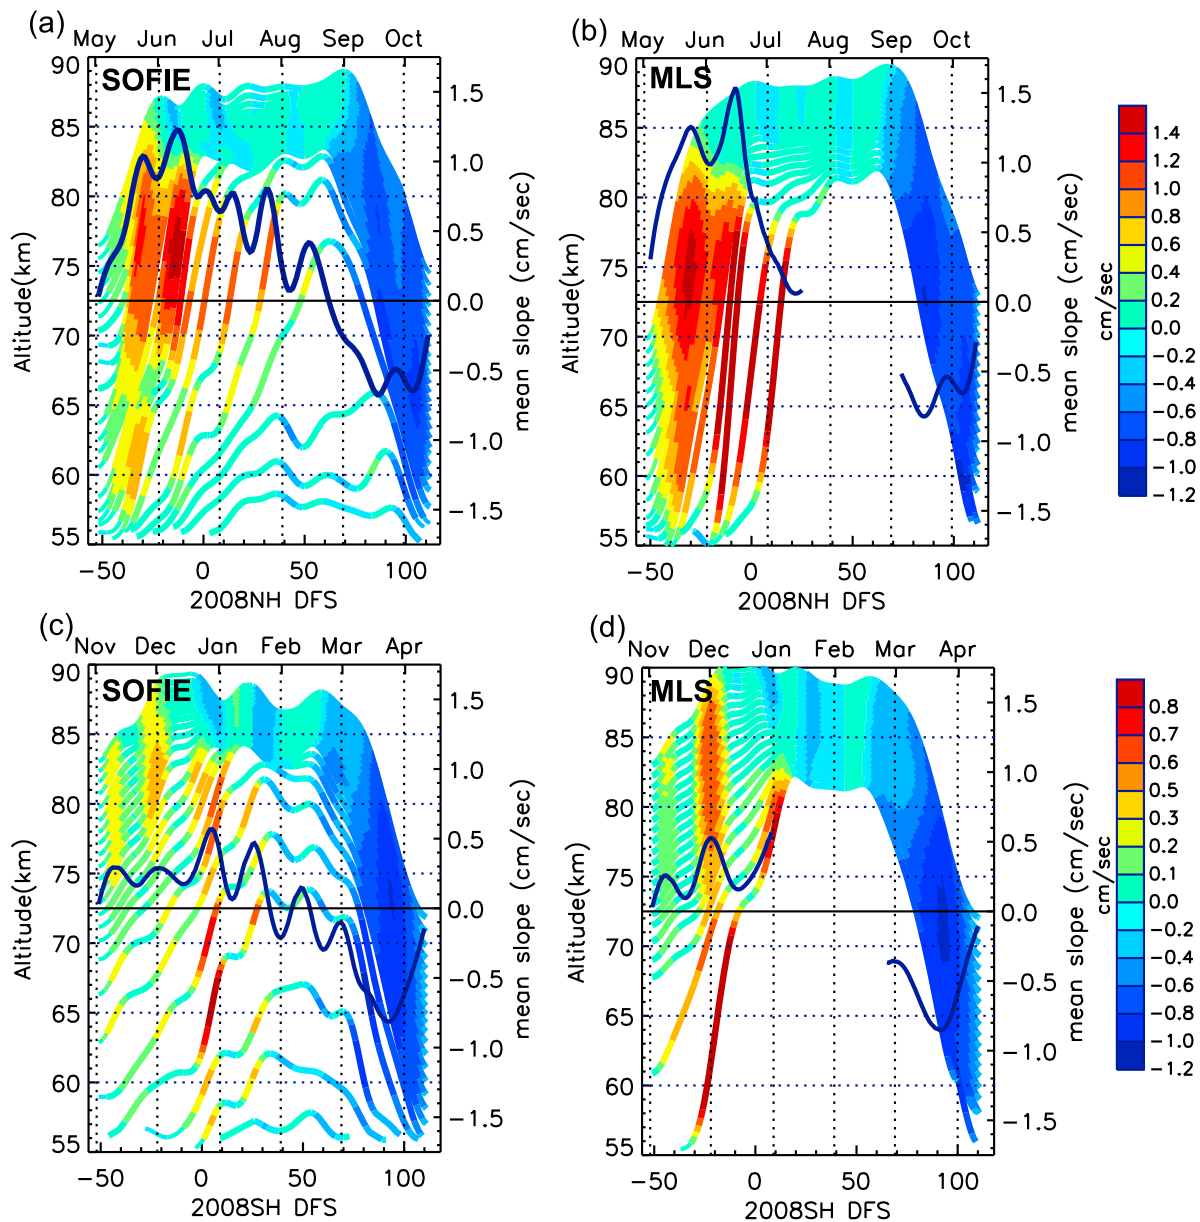 (a)
May Jun Jul Aug Sep Oct
SOFIE
90
85
80
75
70
65
60
55
Altitude(km)
1.5
1.0
0.5
0.0
−0.5
−1.0
−1.5
mean slope (cm/sec)
−50 0 50 100
2008NH DFS
(b)
May Jun Jul Aug Sep Oct
MLS
90
85
80
75
70
65
60
55
Altitude(km)
1.5
1.0
0.5
0.0
−0.5
−1.0
−1.5
mean slope (cm/sec)
−50 0 50 100
2008NH DFS
cm/sec
1.4
1.2
1.0
0.8
0.6
0.4
0.2
0.0
−0.2
−0.4
−0.6
−0.8
−1.0
−1.2
(c)
Nov Dec Jan Feb Mar Apr
SOFIE
90
85
80
75
70
65
60
55
Altitude(km)
1.5
1.0
0.5
0.0
−0.5
−1.0
−1.5
mean slope (cm/sec)
−50 0 50 100
2008SH DFS
(d)
Nov Dec Jan Feb Mar Apr
MLS
90
85
80
75
70
65
60
55
Altitude(km)
1.5
1.0
0.5
0.0
−0.5
−1.0
−1.5
mean slope (cm/sec)
−50 0 50 100
2008SH DFS
cm/sec
0.8
0.7
0.6
0.5
0.4
0.3
0.2
0.1
0.0
−0.2
−0.4
−0.6
−0.8
−1.0
−1.2